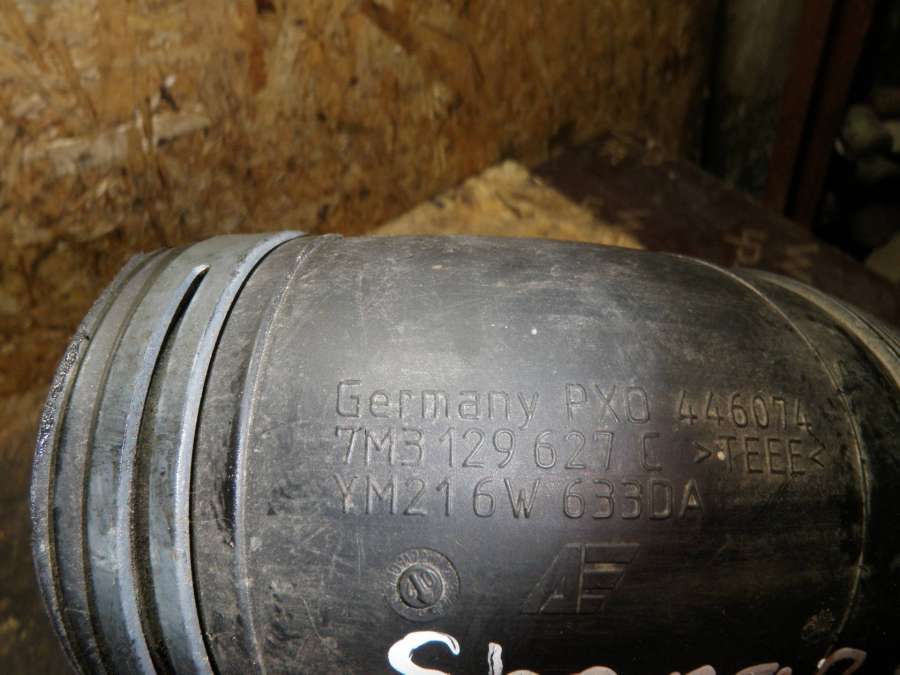 Germany PXO 446074
7M3 129 627 C >TEEE<
YM21 6W 633DA